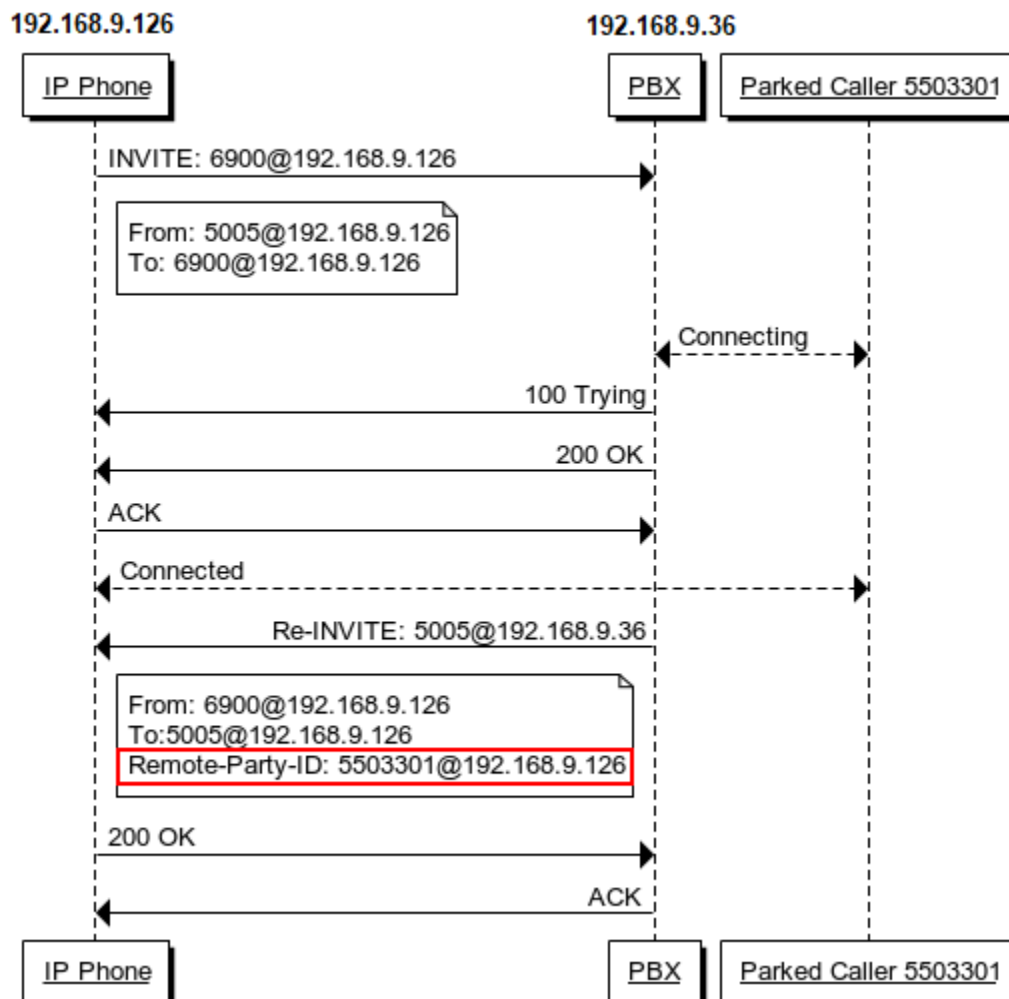 192.168.9.126
192.168.9.36
IP Phone
PBX
Parked Caller 5503301
INVITE: 6900@192.168.9.126
From: 5005@192.168.9.126
To: 6900@192.168.9.126
Connecting
100 Trying
200 OK
ACK
Connected
Re-INVITE: 5005@192.168.9.36
From: 6900@192.168.9.126
To:5005@192.168.9.126
Remote-Party-ID: 5503301@192.168.9.126
200 OK
ACK
IP Phone
PBX
Parked Caller 5503301